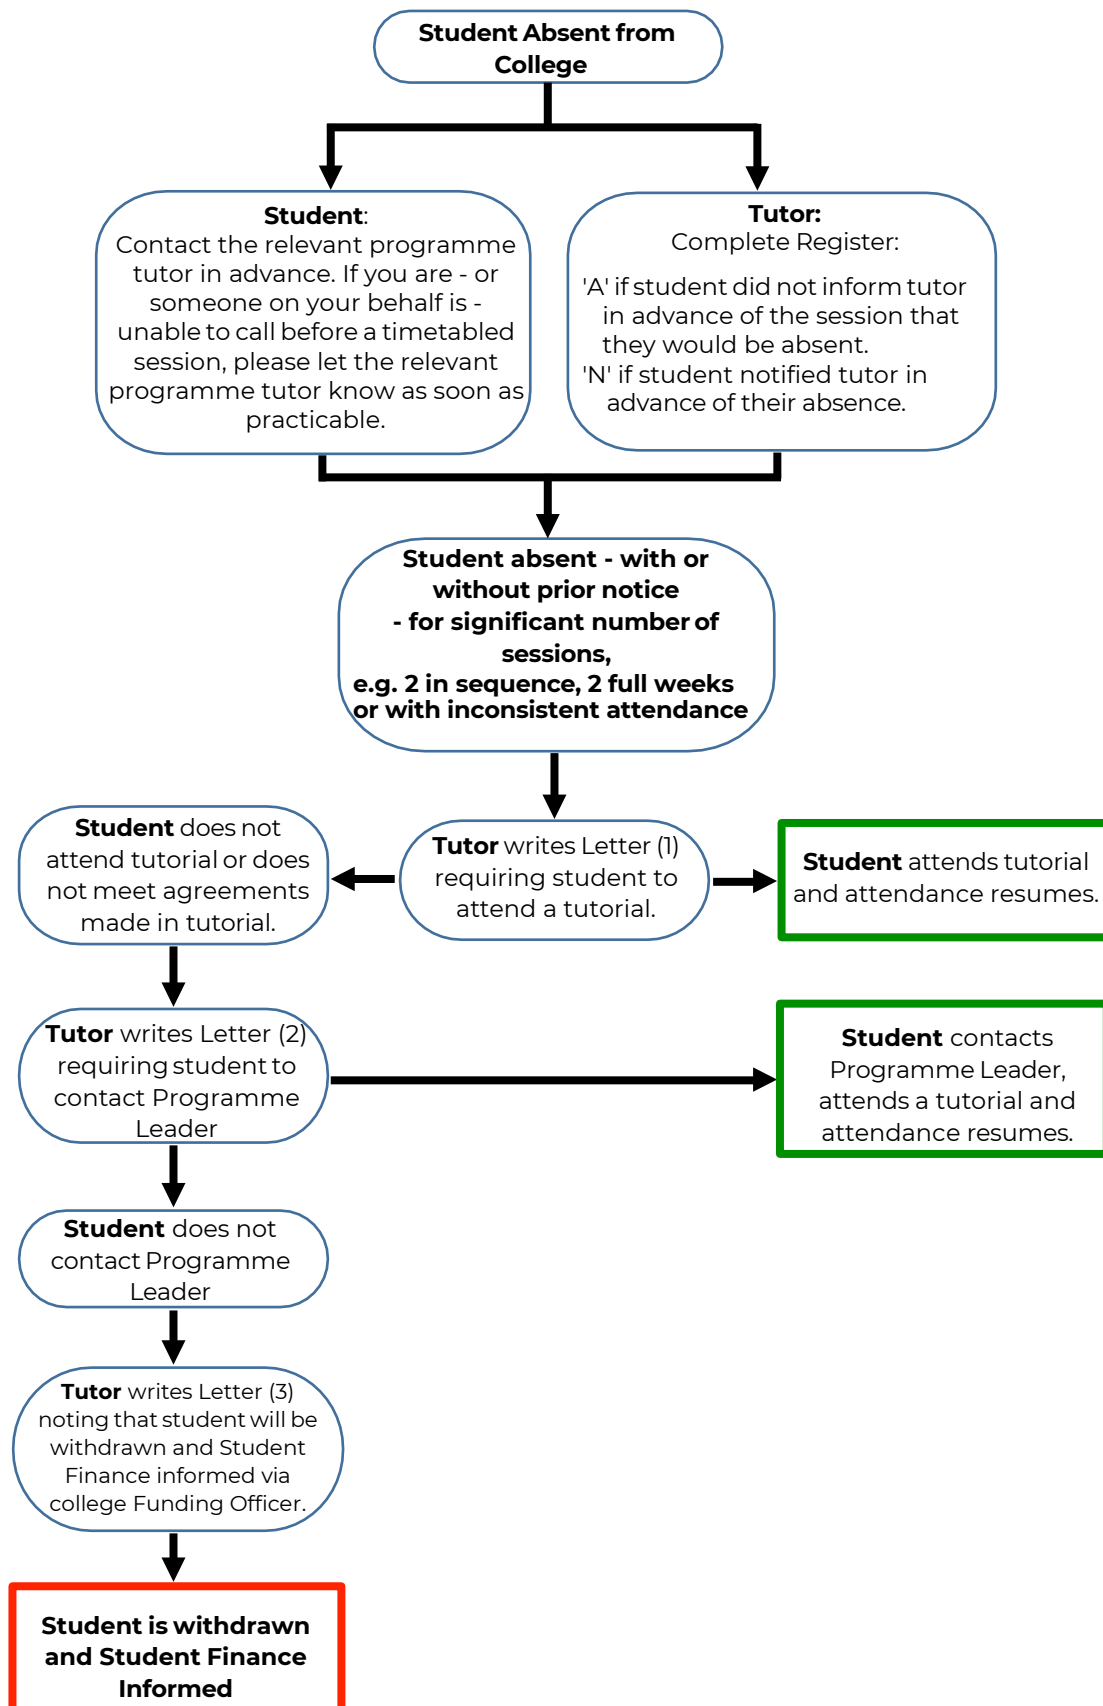 Student Absent from
College
Student:
Contact the relevant programme
tutor in advance. If you are - or
someone on your behalf is -
unable to call before a timetabled
session, please let the relevant
programme tutor know as soon as
practicable.
Tutor:
Complete Register:
'A' if student did not inform tutor
in advance of the session that
they would be absent.
'N' if student notified tutor in
advance of their absence.
Student absent - with or
without prior notice
- for significant number of
sessions,
e.g. 2 in sequence, 2 full weeks
or with inconsistent attendance
Student does not
attend tutorial or does
not meet agreements
made in tutorial.
Tutor writes Letter (1)
requiring student to
attend a tutorial.
Student attends tutorial
and attendance resumes.
Tutor writes Letter (2)
requiring student to
contact Programme
Leader
Student contacts
Programme Leader,
attends a tutorial and
attendance resumes.
Student does not
contact Programme
Leader
Tutor writes Letter (3)
noting that student will be
withdrawn and Student
Finance informed via
college Funding Officer.
Student is withdrawn
and Student Finance
Informed